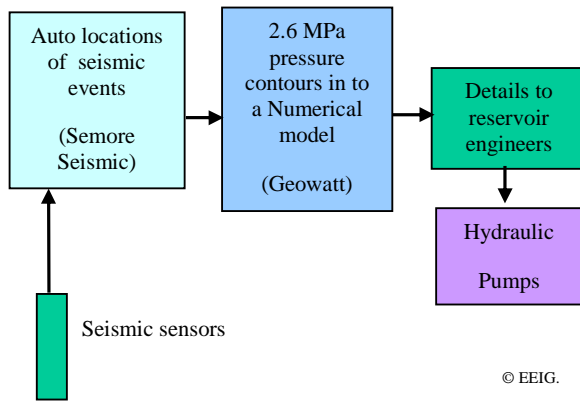 Auto locations
of seismic
events
(Semore
Seismic)
2.6 MPa
pressure
contours in to
a Numerical
model
(Geowatt)
Details to
reservoir
engineers
Hydraulic
Pumps
Seismic sensors
© EEIG.